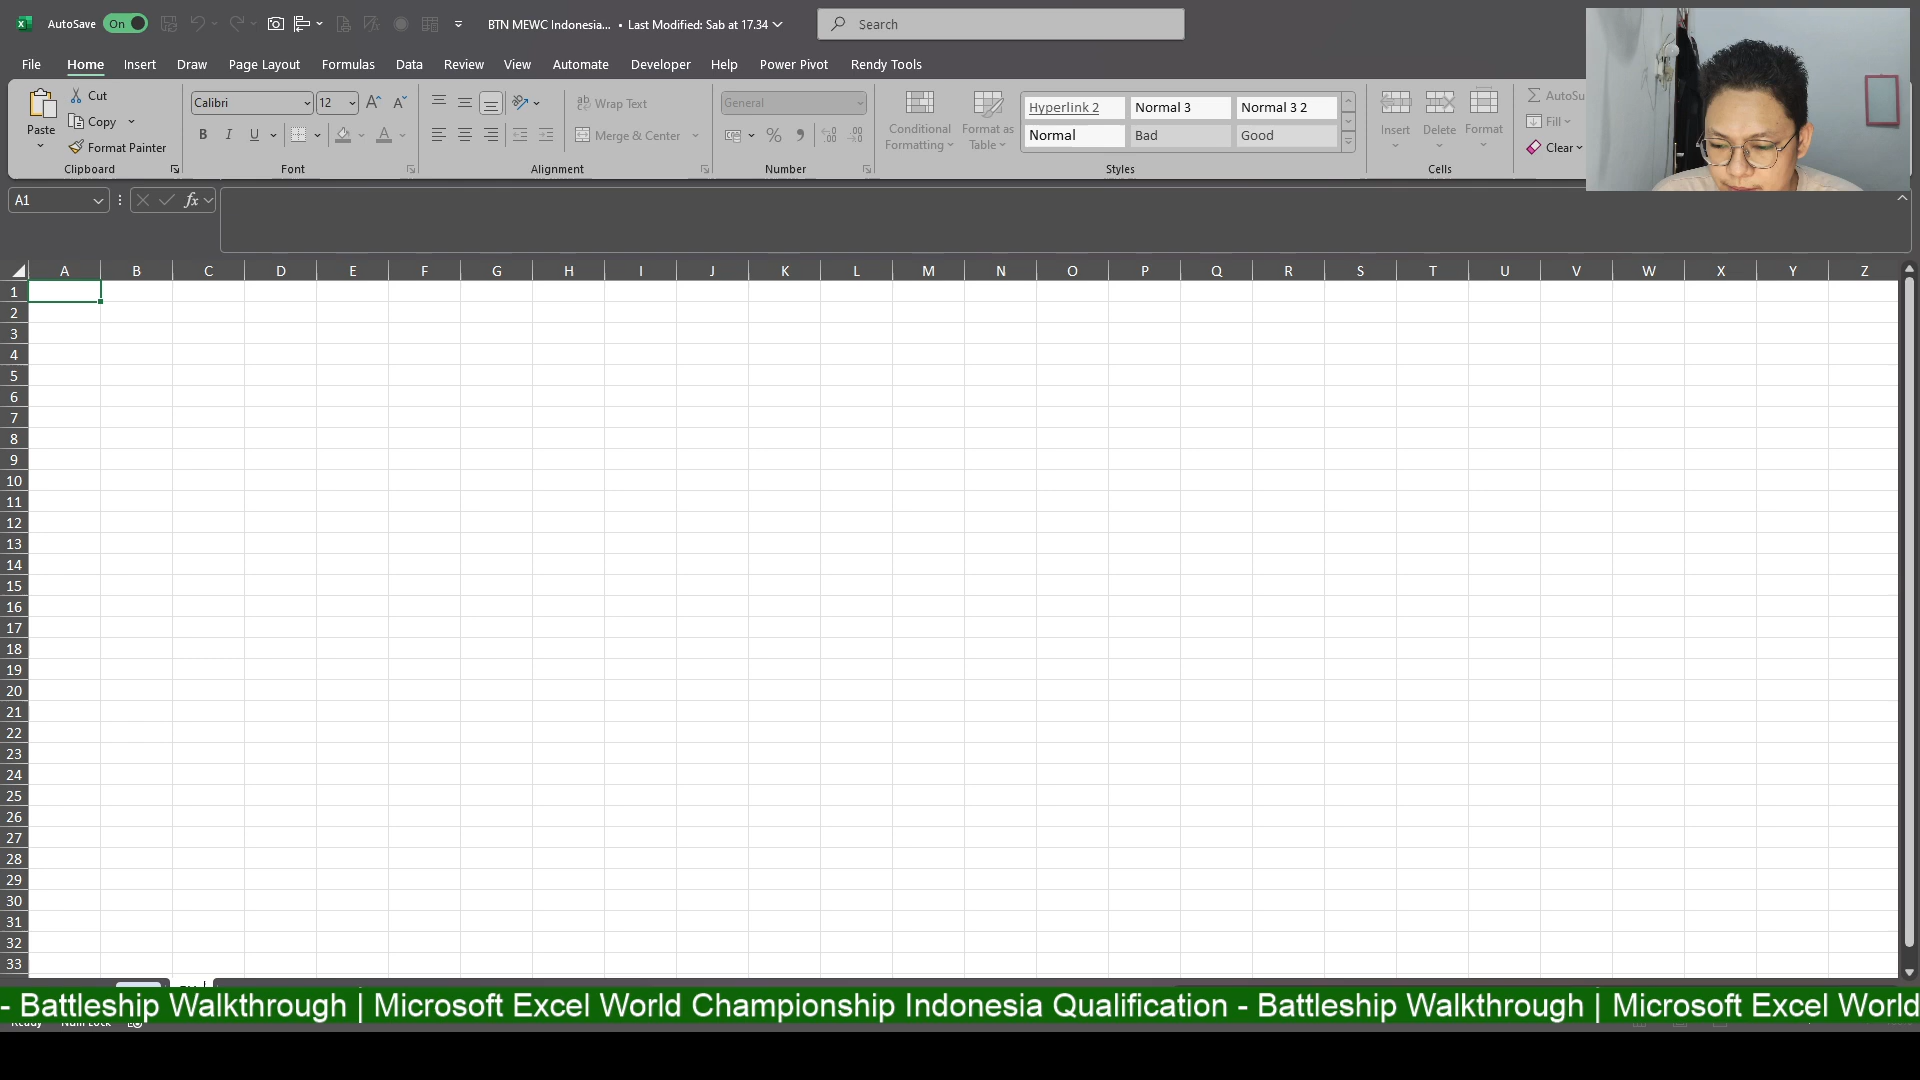 AutoSave On BTN MEWC Indonesia... • Last Modified: Sab at 17.34 Search
File Home Insert Draw Page Layout Formulas Data Review View Automate Developer Help Power Pivot Rendy Tools
Paste Cut Copy Format Painter Clipboard
Calibri 12 B I U Font
Wrap Text Merge & Center Alignment
General % Number
Conditional Formatting Format as Table
Hyperlink 2 Normal 3 Normal 3 2
Normal Bad Good
Styles
Insert Delete Format Cells
AutoSu
Fill
Clear
A1 fx
A B C D E F G H I J K L M N O P Q R S T U V W X Y Z
1
2
3
4
5
6
7
8
9
10
11
12
13
14
15
16
17
18
19
20
21
22
23
24
25
26
27
28
29
30
31
32
33
- Battleship Walkthrough | Microsoft Excel World Championship Indonesia Qualification - Battleship Walkthrough | Microsoft Excel World